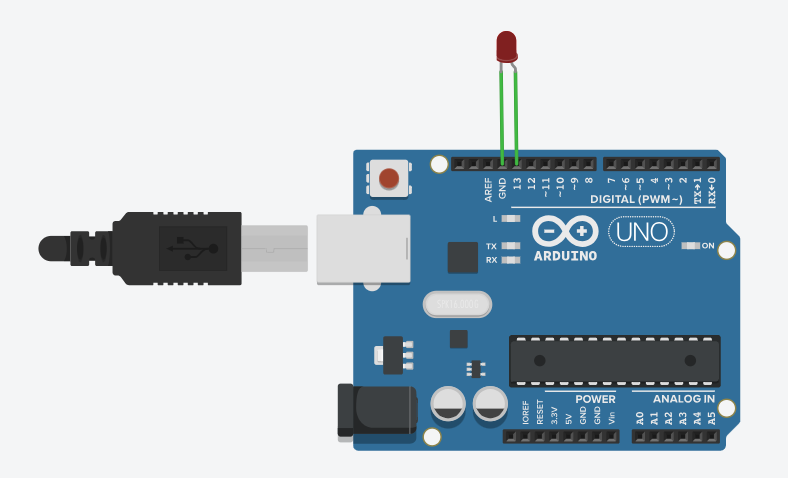 AREF
GND
13
12
~11
~10
~9
8
7
~6
~5
4
~3
2
TX→1
RX←0
DIGITAL (PWM~)
L
TX
RX
ARDUINO
UNO
ON
POWER
ANALOG IN
IOREF
RESET
3.3V
5V
GND
GND
Vin
A0
A1
A2
A3
A4
A5